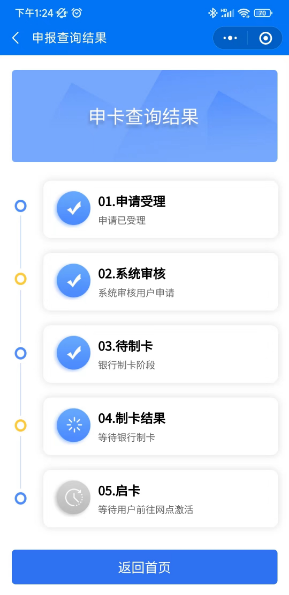 下午1:24
申报查询结果
申卡查询结果
01.申请受理
申请已受理
02.系统审核
系统审核用户申请
03.待制卡
银行制卡阶段
04.制卡结果
等待银行制卡
05.启卡
等待用户前往网点激活
返回首页